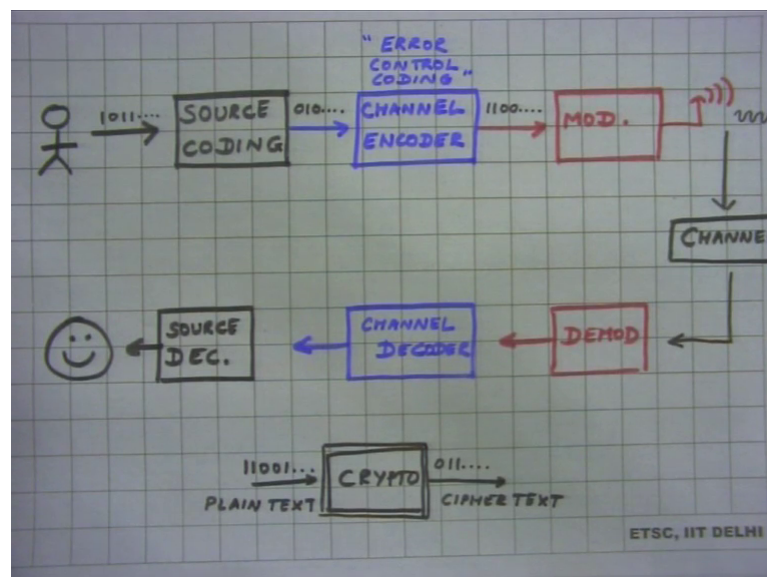 " ERROR
CONTROL
CODING "
1011....
SOURCE
CODING
010....
CHANNEL
ENCODER
1100....
MOD.
CHANNE
SOURCE
DEC.
CHANNEL
DECODER
DEMOD
11001...
PLAIN TEXT
CRYPTO
011....
CIPHER TEXT
ETSC, IIT DELHI